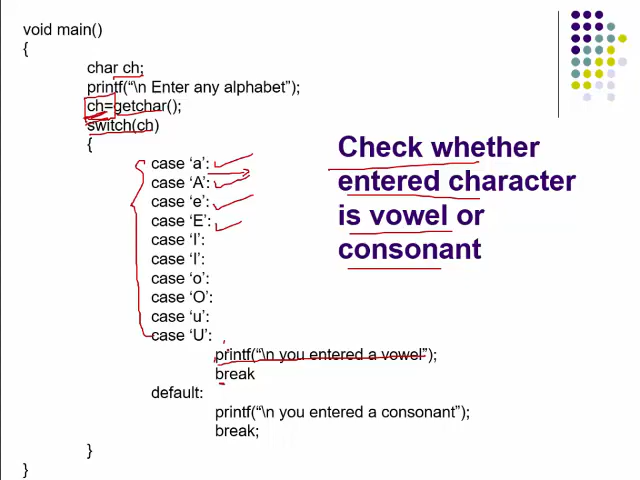 void main()
{
char ch;
printf(“\n Enter any alphabet”);
ch=getchar();
switch(ch)
{
case ‘a’:
case ‘A’:
case ‘e’:
case ‘E’:
case ‘I’:
case ‘I’:
case ‘o’:
case ‘O’:
case ‘u’:
case ‘U’:
printf(“\n you entered a vowel”);
break
default:
printf(“\n you entered a consonant”);
break;
}
}
Check whether
entered character
is vowel or
consonant